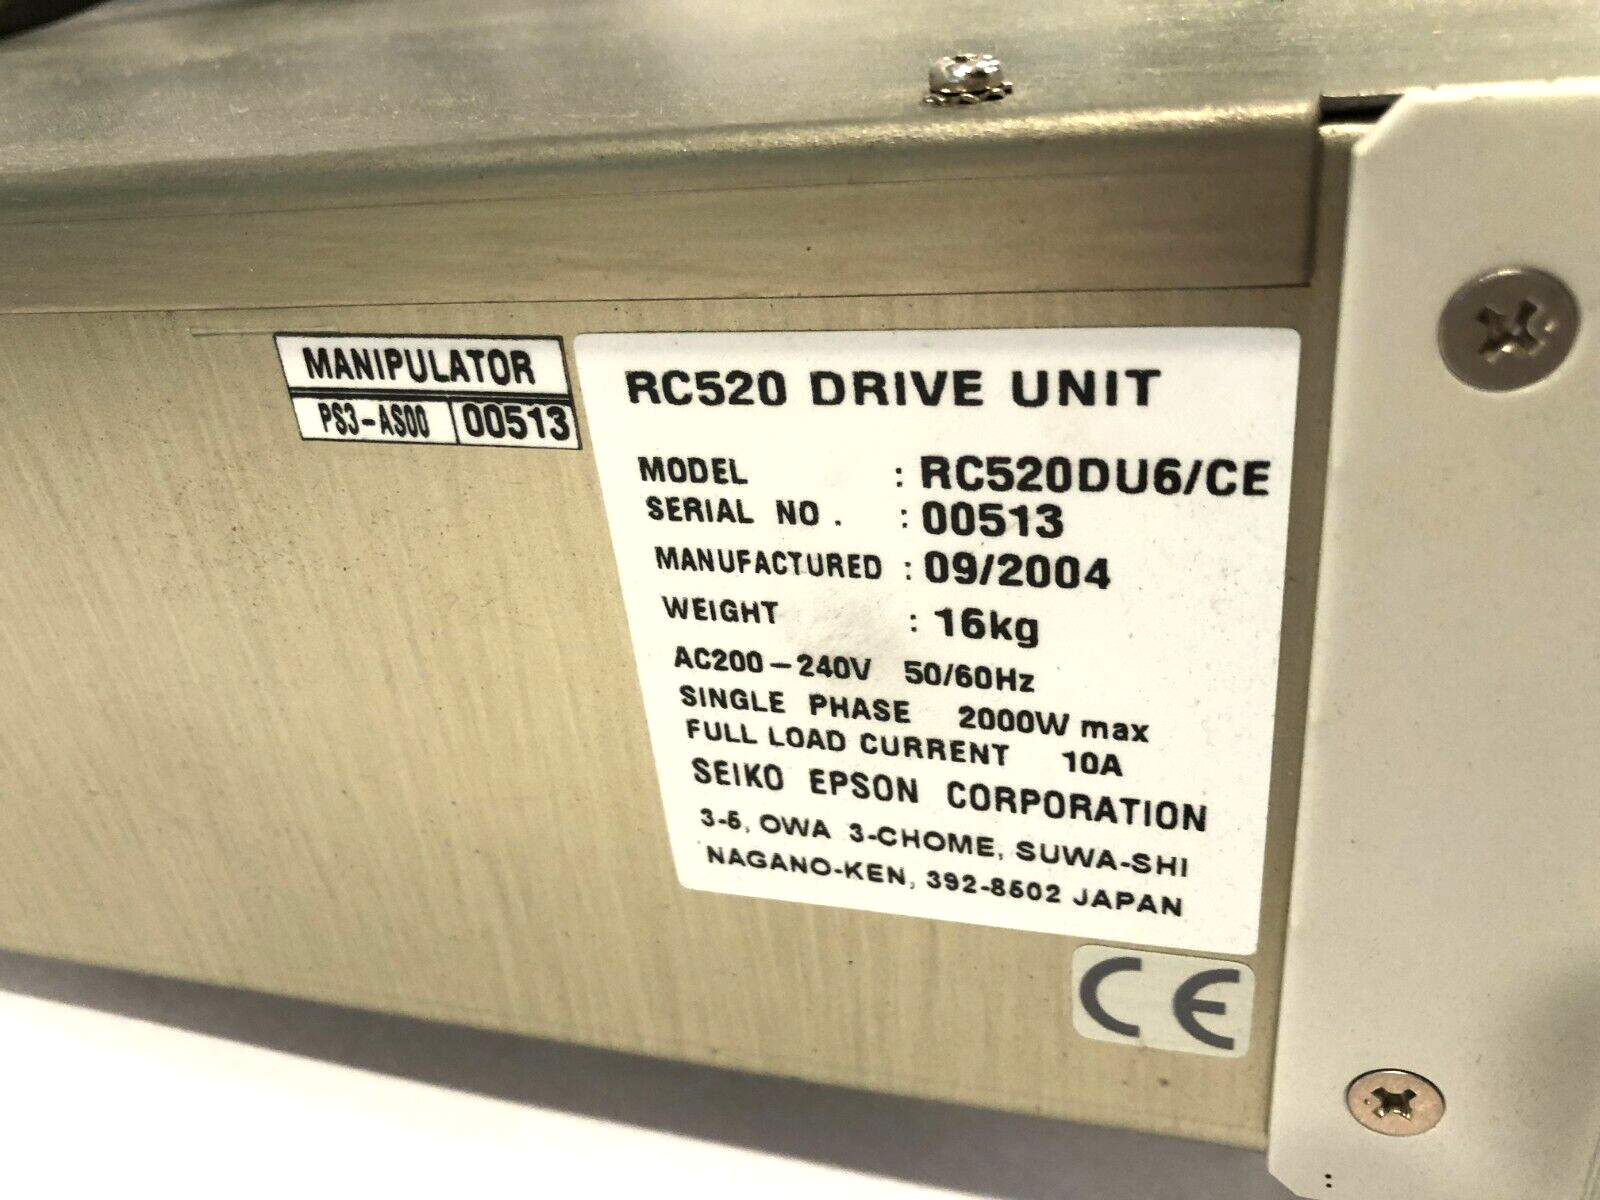 MANIPULATOR
PS3-AS00 00513
RC520 DRIVE UNIT
MODEL : RC520DU6/CE
SERIAL NO. : 00513
MANUFACTURED : 09/2004
WEIGHT : 16kg
AC200-240V 50/60Hz
SINGLE PHASE 2000W max
FULL LOAD CURRENT 10A
SEIKO EPSON CORPORATION
3-5, OWA 3-CHOME, SUWA-SHI
NAGANO-KEN, 392-8502 JAPAN
CE